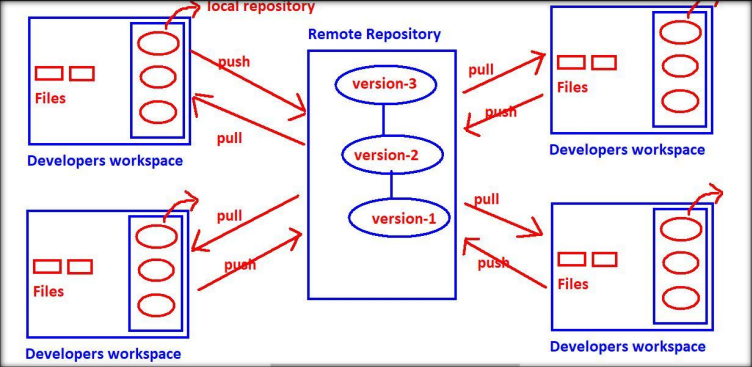 local repository
Remote Repository
push
pull
version-3
pull
push
Files
Files
Developers workspace
Developers workspace
version-2
version-1
pull
push
pull
push
Files
Files
Developers workspace
Developers workspace